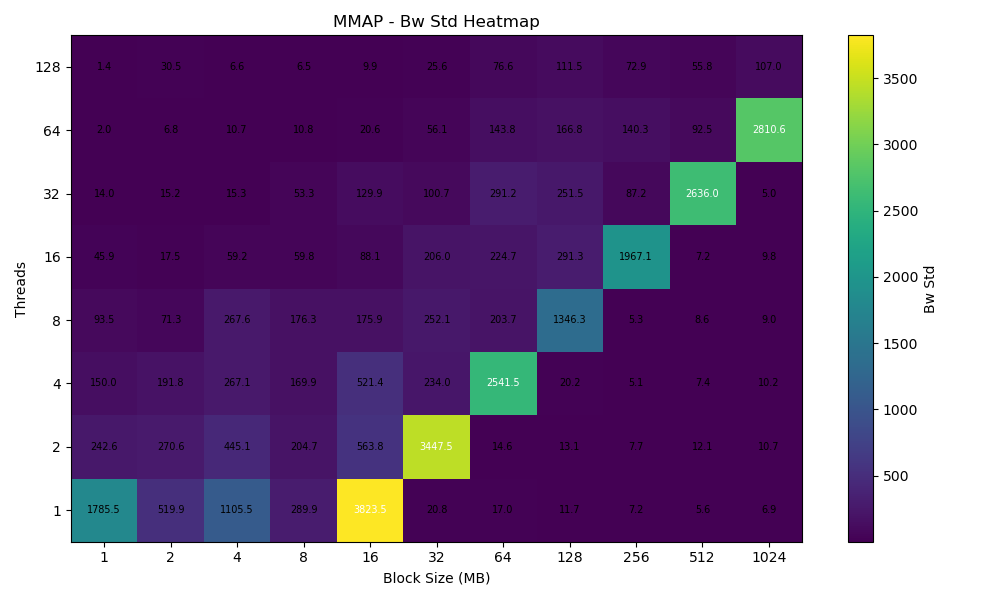 MMAP - Bw Std Heatmap
128 1.4 30.5 6.6 6.5 9.9 25.6 76.6 111.5 72.9 55.8 107.0
64 2.0 6.8 10.7 10.8 20.6 56.1 143.8 166.8 140.3 92.5 2810.6
32 14.0 15.2 15.3 53.3 129.9 100.7 291.2 251.5 87.2 2636.0 5.0
16 45.9 17.5 59.2 59.8 88.1 206.0 224.7 291.3 1967.1 7.2 9.8
8 93.5 71.3 267.6 176.3 175.9 252.1 203.7 1346.3 5.3 8.6 9.0
4 150.0 191.8 267.1 169.9 521.4 234.0 2541.5 20.2 5.1 7.4 10.2
2 242.6 270.6 445.1 204.7 563.8 3447.5 14.6 13.1 7.7 12.1 10.7
1 1785.5 519.9 1105.5 289.9 3823.5 20.8 17.0 11.7 7.2 5.6 6.9
1 2 4 8 16 32 64 128 256 512 1024
Block Size (MB)
Threads
3500
3000
2500
2000
1500
1000
500
Bw Std